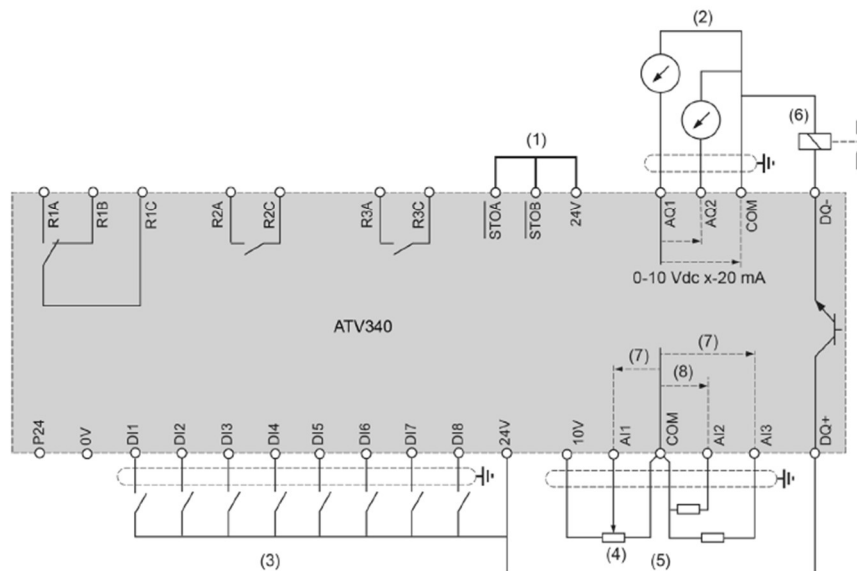 (2)
(6)
(1)
R1A R1B R1C R2A R2C R3A R3C STOA STOB 24V AQ1 AQ2 COM DQ-
0-10 Vdc x-20 mA
ATV340
(7) (7)
(8)
P24 0V DI1 DI2 DI3 DI4 DI5 DI6 DI7 DI8 24V 10V AI1 COM AI2 AI3 DQ+
(3) (4) (5)